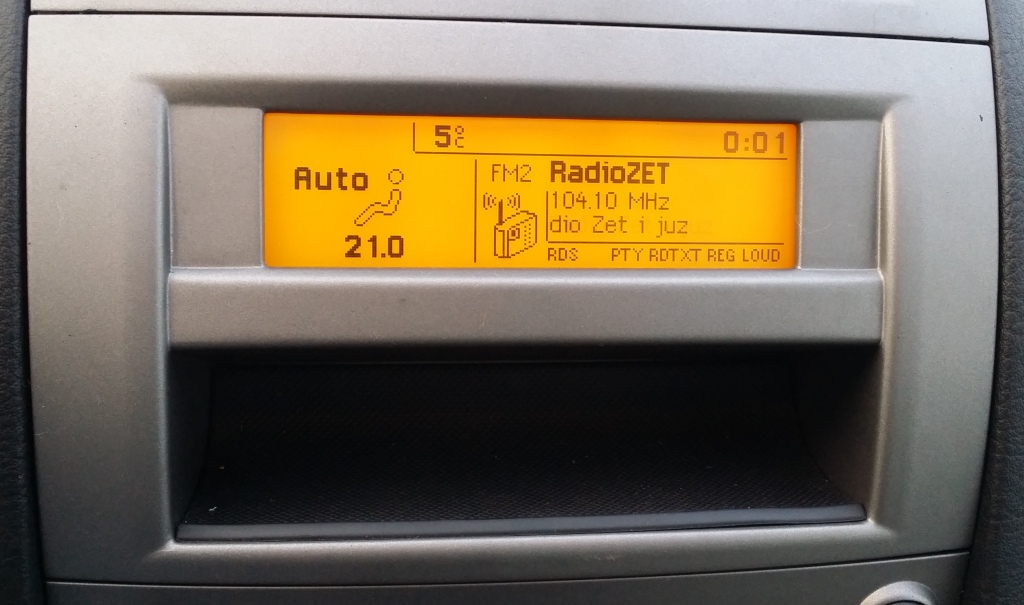 5°C 0:01
Auto
21.0
FM2 RadioZET
104.10 MHz
dio Zet i juz
RDS PTY RDTXT REG LOUD